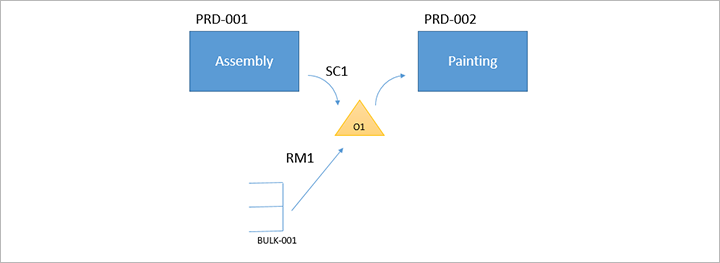 PRD-001
PRD-002
Assembly
Painting
SC1
O1
RM1
BULK-001